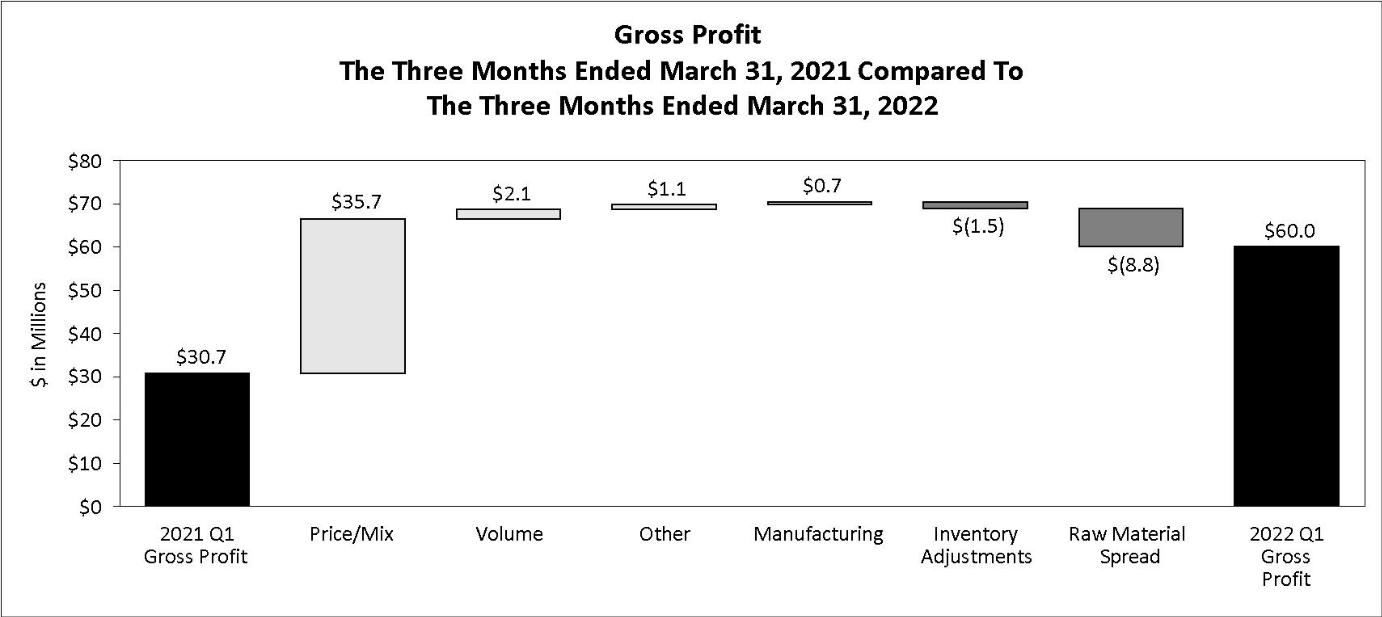 Gross Profit
The Three Months Ended March 31, 2021 Compared To
The Three Months Ended March 31, 2022
$ in Millions
$80
$70
$60
$50
$40
$30
$20
$10
$0
$30.7
$35.7
$2.1
$1.1
$0.7
$(1.5)
$(8.8)
$60.0
2021 Q1
Gross Profit
Price/Mix
Volume
Other
Manufacturing
Inventory
Adjustments
Raw Material
Spread
2022 Q1
Gross
Profit